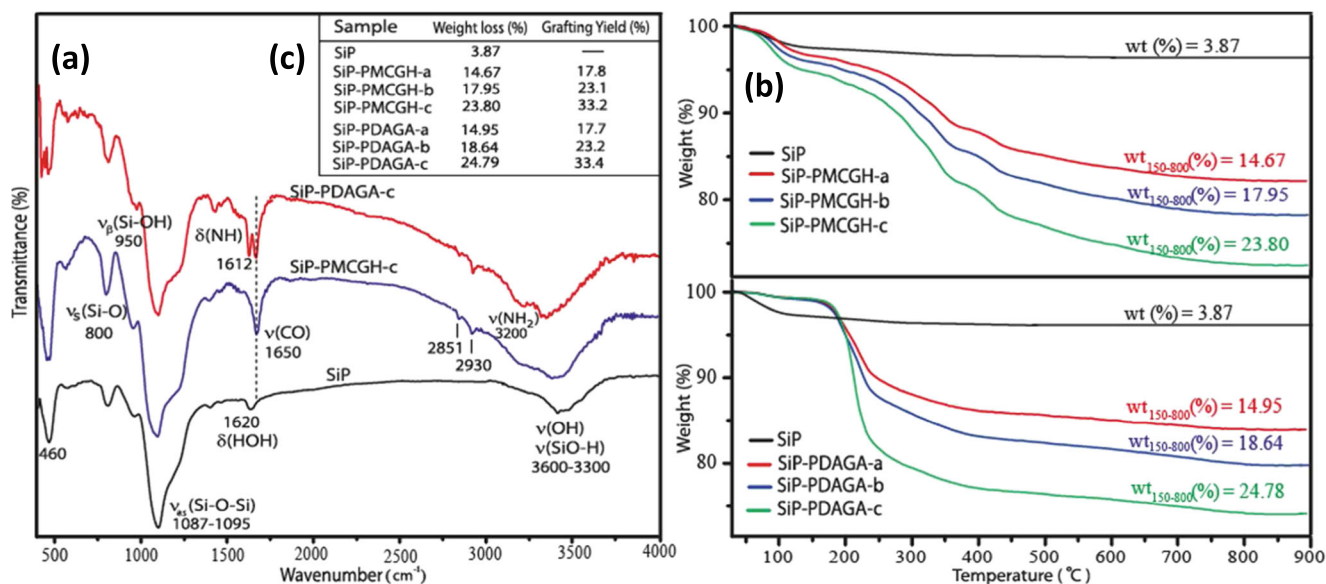 (a)
(c)
Sample Weight loss (%) Grafting Yield (%)
SiP 3.87 —
SiP-PMCGH-a 14.67 17.8
SiP-PMCGH-b 17.95 23.1
SiP-PMCGH-c 23.80 33.2
SiP-PDAGA-a 14.95 17.7
SiP-PDAGA-b 18.64 23.2
SiP-PDAGA-c 24.79 33.4
Transmittance (%)
SiP-PDAGA-c
νβ(Si-OH)
950
δ(NH)
1612
SiP-PMCGH-c
νS(Si-O)
800
ν(CO)
1650
2851
2930
ν(NH2)
3200
SiP
460
1620
δ(HOH)
ν(OH)
ν(SiO-H)
3600-3300
νas(Si-O-Si)
1087-1095
500 1000 1500 2000 2500 3000 3500 4000
Wavenumber (cm-1)
(b)
100
90
80
Weight (%)
wt (%) = 3.87
SiP
SiP-PMCGH-a
SiP-PMCGH-b
SiP-PMCGH-c
wt150-800(%) = 14.67
wt150-800(%) = 17.95
wt150-800(%) = 23.80
100
90
80
Weight (%)
wt (%) = 3.87
SiP
SiP-PDAGA-a
SiP-PDAGA-b
SiP-PDAGA-c
wt150-800(%) = 14.95
wt150-800(%) = 18.64
wt150-800(%) = 24.78
30 100 200 300 400 500 600 700 800 900
Temperature (°C)